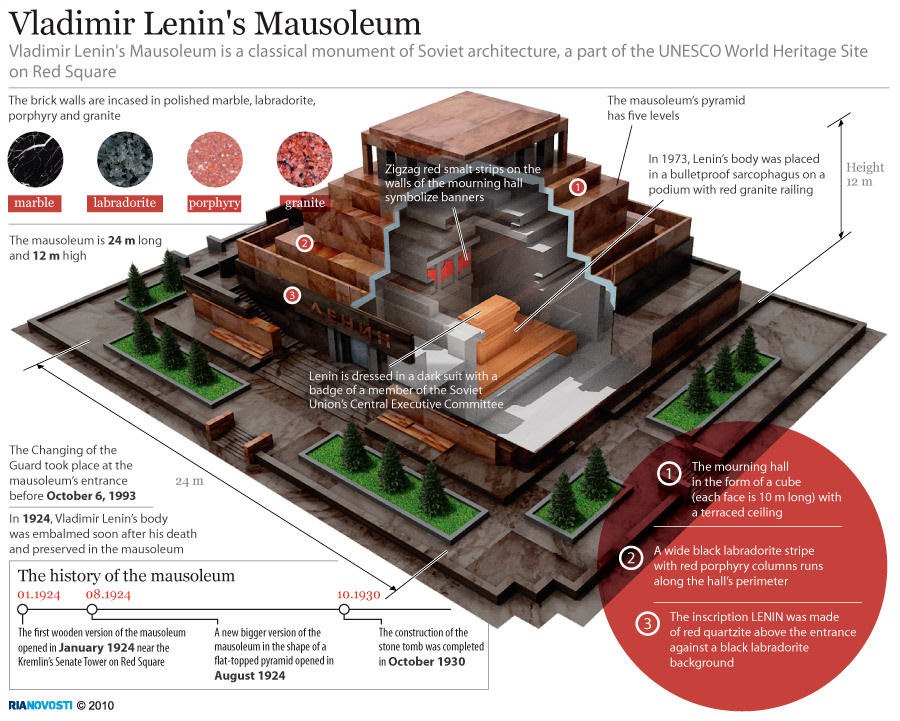 Vladimir Lenin's Mausoleum
Vladimir Lenin's Mausoleum is a classical monument of Soviet architecture, a part of the UNESCO World Heritage Site
on Red Square
The brick walls are incased in polished marble, labradorite,
porphyry and granite
marble
labradorite
porphyry
granite
The mausoleum is 24 m long
and 12 m high
Zigzag red smalt strips on the
walls of the mourning hall
symbolize banners
The mausoleum's pyramid
has five levels
In 1973, Lenin's body was placed
in a bulletproof sarcophagus on a
podium with red granite railing
Height
12 m
1
2
3
ЛЕНИН
Lenin is dressed in a dark suit with a
badge of a member of the Soviet
Union's Central Executive Committee
The Changing of the
Guard took place at the
mausoleum's entrance
before October 6, 1993
24 m
In 1924, Vladimir Lenin's body
was embalmed soon after his death
and preserved in the mausoleum
1
The mourning hall
in the form of a cube
(each face is 10 m long) with
a terraced ceiling
2
A wide black labradorite stripe
with red porphyry columns runs
along the hall's perimeter
3
The inscription LENIN was made
of red quartzite above the entrance
against a black labradorite
background
The history of the mausoleum
01.1924
08.1924
10.1930
The first wooden version of the mausoleum
opened in January 1924 near the
Kremlin's Senate Tower on Red Square
A new bigger version of the
mausoleum in the shape of a
flat-topped pyramid opened in
August 1924
The construction of the
stone tomb was completed
in October 1930
RIANOVOSTI © 2010